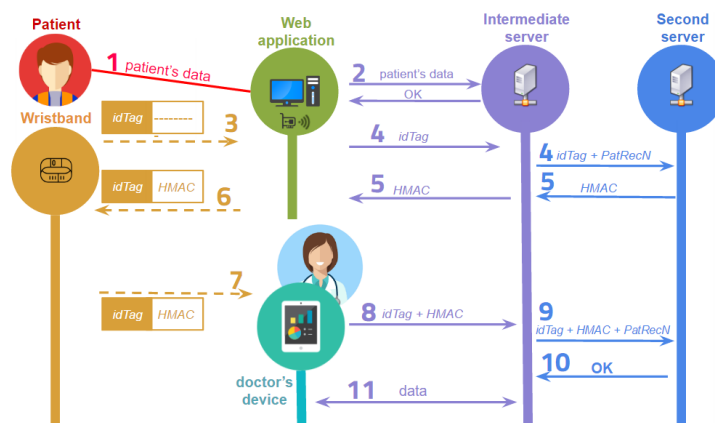 Patient
Web
application
Intermediate
server
Second
server
1 patient's data
2 patient's data
OK
Wristband
idTag --------- 3
4 idTag
4 idTag + PatRecN
idTag HMAC 6
5 HMAC
5 HMAC
7
idTag HMAC
8 idTag + HMAC
9
idTag + HMAC + PatRecN
10 OK
doctor's
device
11 data